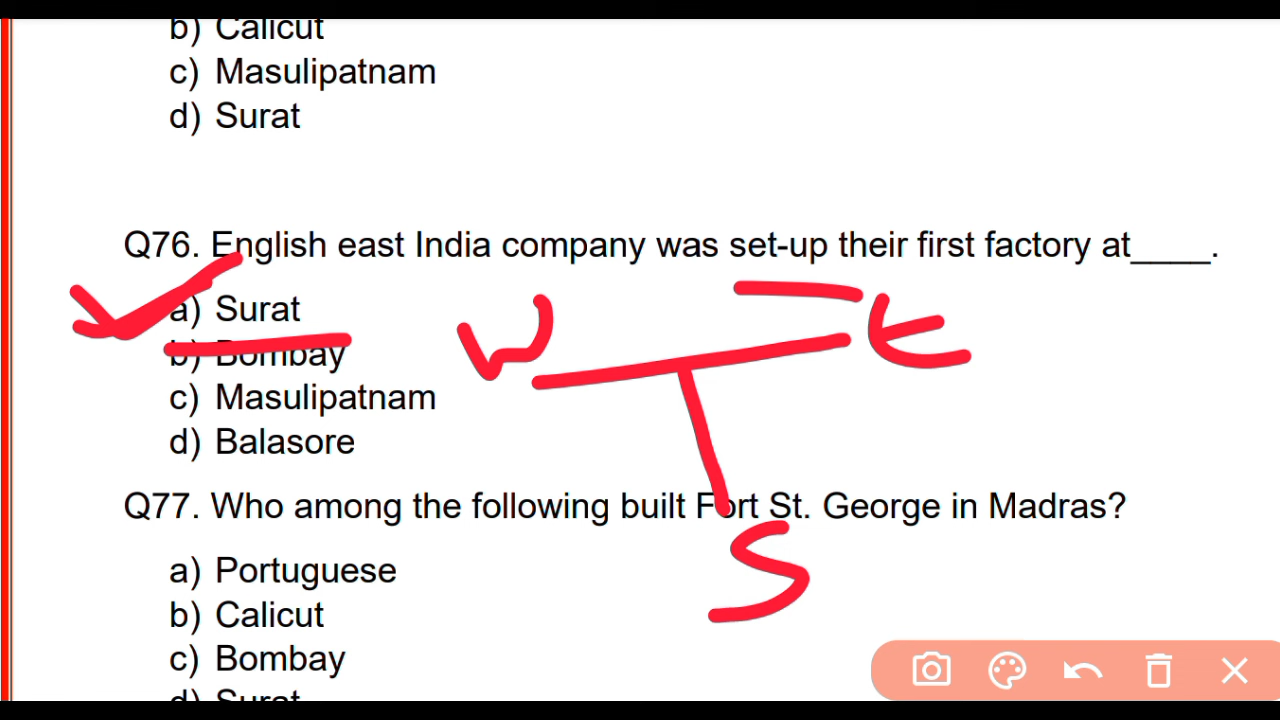 b) Calicut
c) Masulipatnam
d) Surat
Q76. English east India company was set-up their first factory at____.
a) Surat
b) Bombay
W E
c) Masulipatnam
d) Balasore
Q77. Who among the following built Fort St. George in Madras?
S
a) Portuguese
b) Calicut
c) Bombay
d) Surat